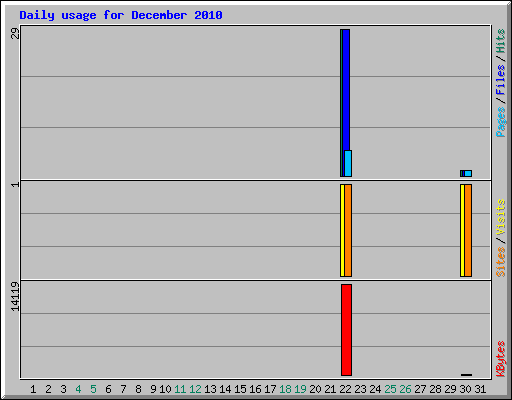 Daily usage for December 2010
29
Pages / Files / Hits
1
Sites / Visits
14119
KBytes
1 2 3 4 5 6 7 8 9 10 11 12 13 14 15 16 17 18 19 20 21 22 23 24 25 26 27 28 29 30 31